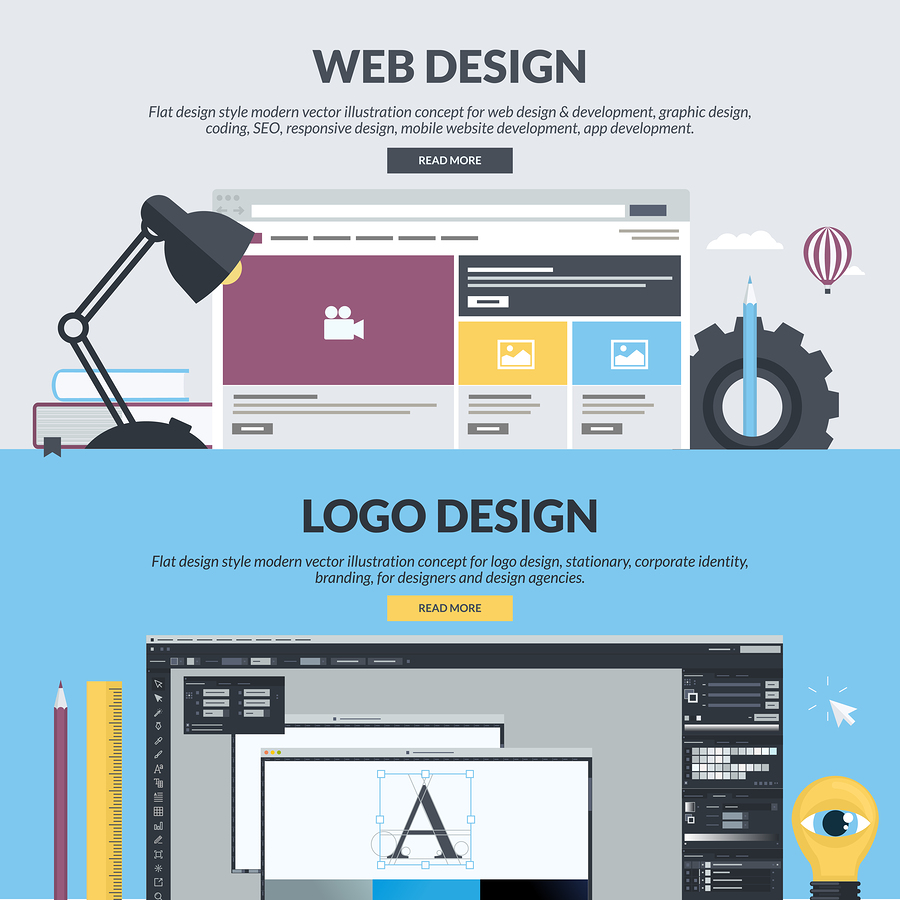 WEB DESIGN
Flat design style modern vector illustration concept for web design & development, graphic design,
coding, SEO, responsive design, mobile website development, app development.
READ MORE
LOGO DESIGN
Flat design style modern vector illustration concept for logo design, stationary, corporate identity,
branding, for designers and design agencies.
READ MORE
A